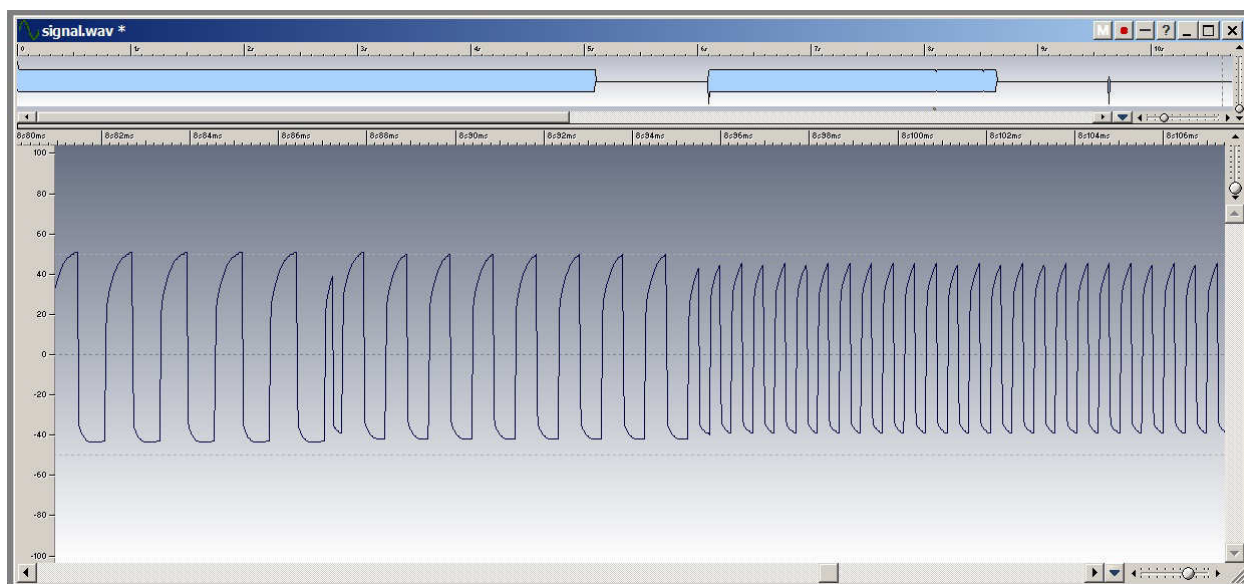 signal.wav *
M ?
0 1s 2s 3s 4s 5s 6s 7s 8s 9s 10s
8s80ms 8s82ms 8s84ms 8s86ms 8s88ms 8s90ms 8s92ms 8s94ms 8s96ms 8s98ms 8s100ms 8s102ms 8s104ms 8s106ms
100
80
60
40
20
0
-20
-40
-60
-80
-100